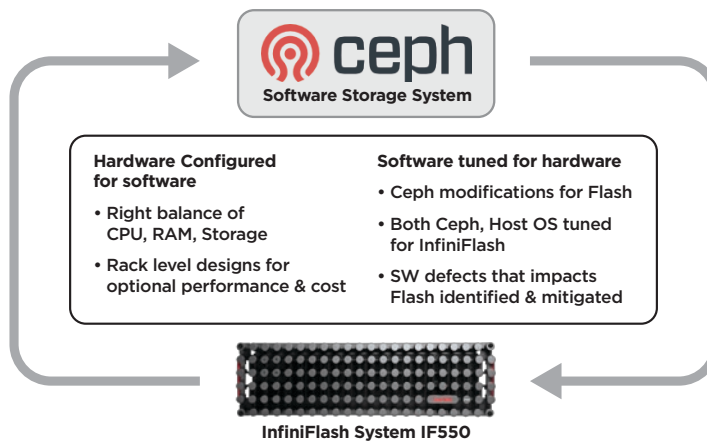 ceph
Software Storage System
Hardware Configured
for software
• Right balance of
CPU, RAM, Storage
• Rack level designs for
optional performance & cost
Software tuned for hardware
• Ceph modifications for Flash
• Both Ceph, Host OS tuned
for InfiniFlash
• SW defects that impacts
Flash identified & mitigated
InfiniFlash System IF550